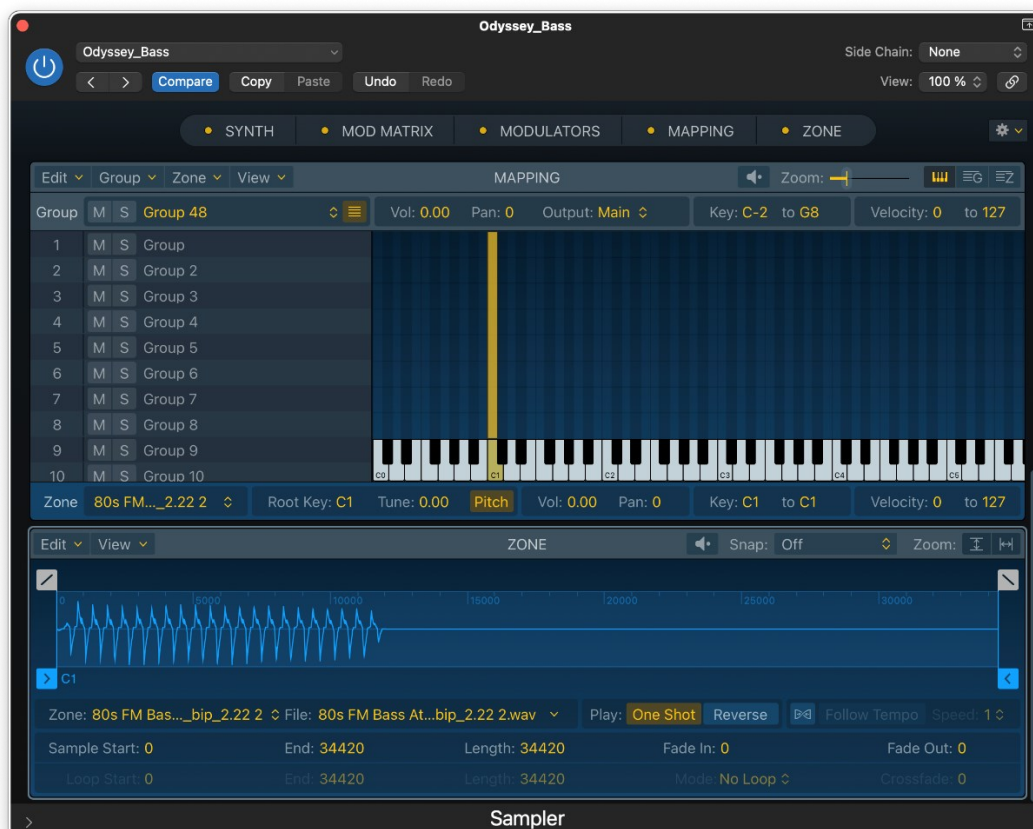 Odyssey_Bass
Odyssey_Bass Side Chain: None
Compare Copy Paste Undo Redo View: 100 %
SYNTH MOD MATRIX MODULATORS MAPPING ZONE
Edit Group Zone View MAPPING Zoom: G Z
Group M S Group 48 Vol: 0.00 Pan: 0 Output: Main Key: C-2 to G8 Velocity: 0 to 127
1 M S Group
2 M S Group 2
3 M S Group 3
4 M S Group 4
5 M S Group 5
6 M S Group 6
7 M S Group 7
8 M S Group 8
9 M S Group 9
10 M S Group 10
C0 C1 C2 C3 C4 C5
Zone 80s FM..._2.22 2 Root Key: C1 Tune: 0.00 Pitch Vol: 0.00 Pan: 0 Key: C1 to C1 Velocity: 0 to 127
Edit View ZONE Snap: Off Zoom:
0 5000 10000 15000 20000 25000 30000
C1
Zone: 80s FM Bas..._bip_2.22 2 File: 80s FM Bass At...bip_2.22 2.wav Play: One Shot Reverse Follow Tempo Speed: 1
Sample Start: 0 End: 34420 Length: 34420 Fade In: 0 Fade Out: 0
Loop Start: 0 End: 34420 Length: 34420 Mode: No Loop Crossfade: 0
Sampler